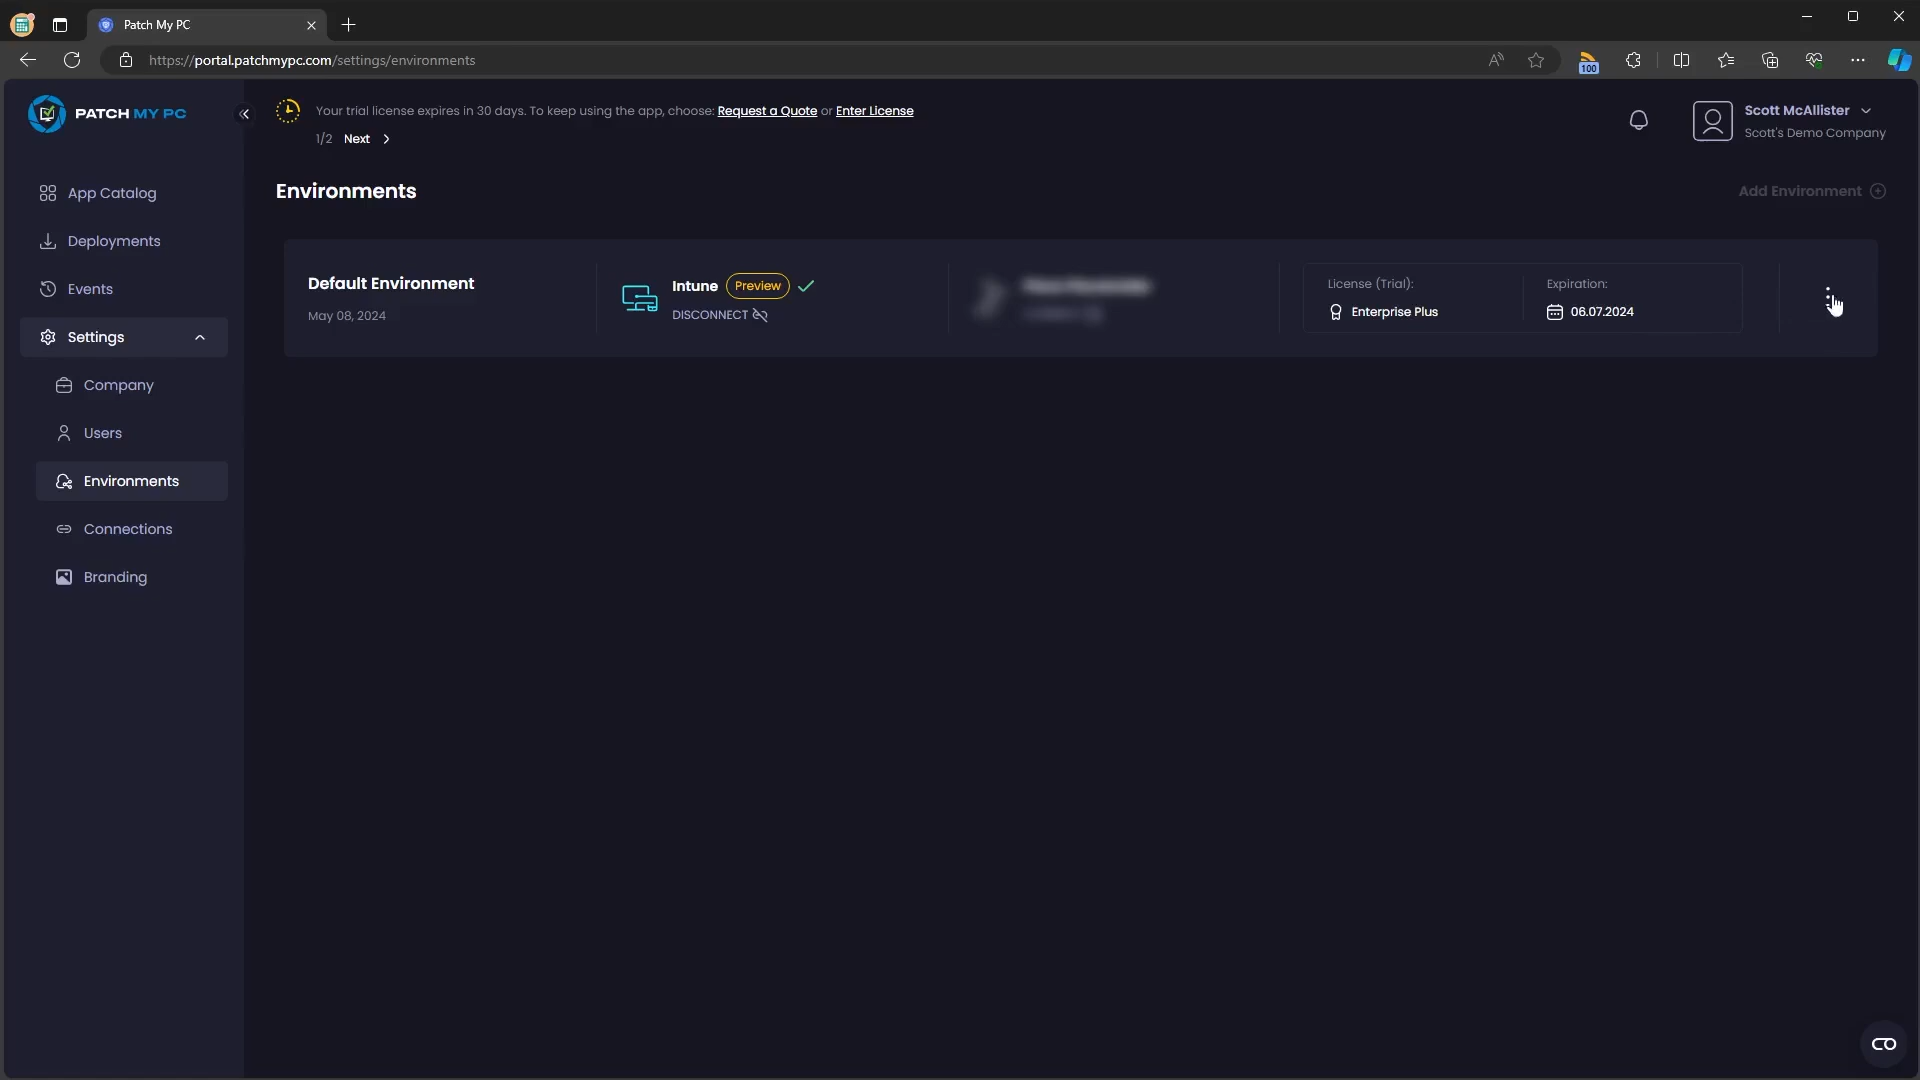 Patch My PC
https://portal.patchmypc.com/settings/environments
100
PATCH MY PC
Your trial license expires in 30 days. To keep using the app, choose: Request a Quote or Enter License
1/2 Next
Scott McAllister
Scott's Demo Company
App Catalog
Deployments
Events
Settings
Company
Users
Environments
Connections
Branding
Environments
Add Environment
Default Environment
May 08, 2024
Intune Preview
DISCONNECT
License (Trial):
Enterprise Plus
Expiration:
06.07.2024